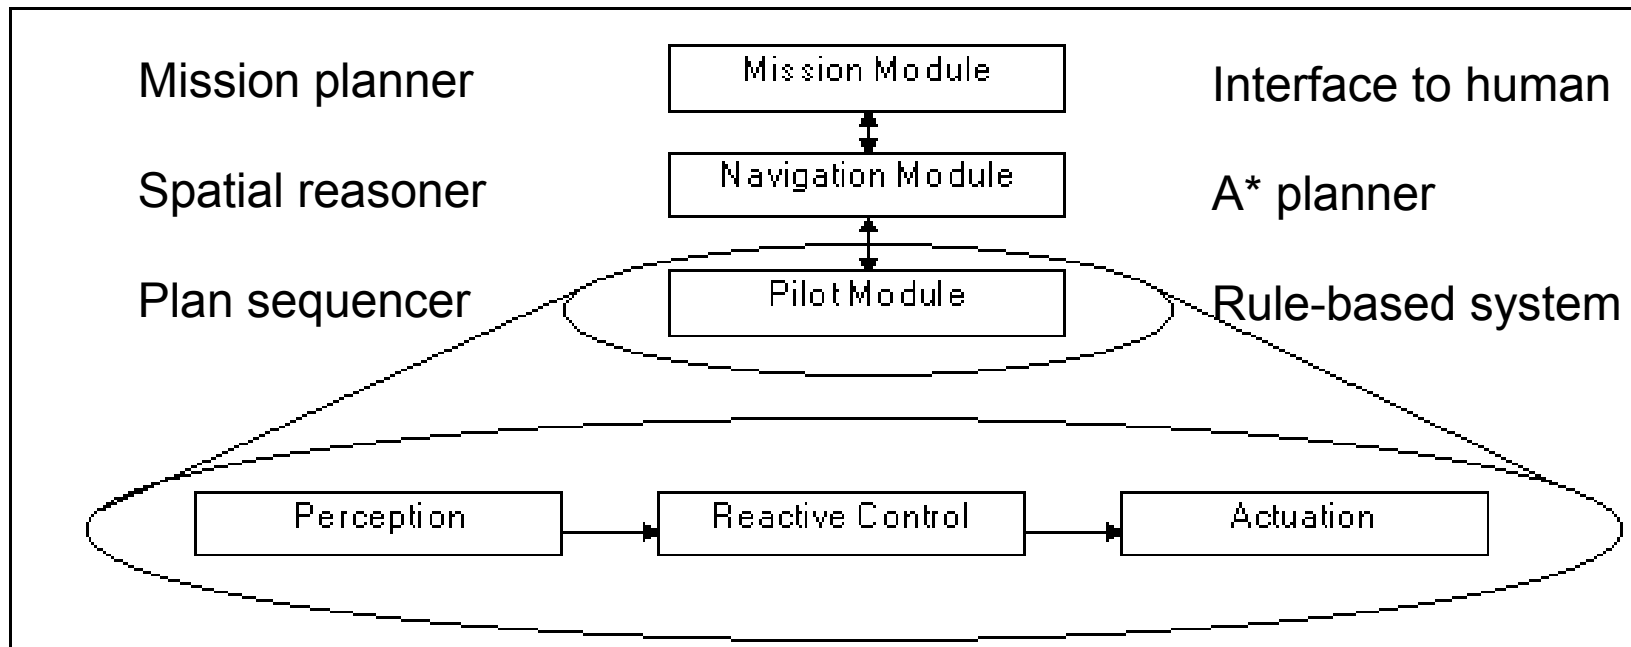 Mission planner
Mission Module
Interface to human
Spatial reasoner
Navigation Module
A* planner
Plan sequencer
Pilot Module
Rule-based system
Perception
Reactive Control
Actuation